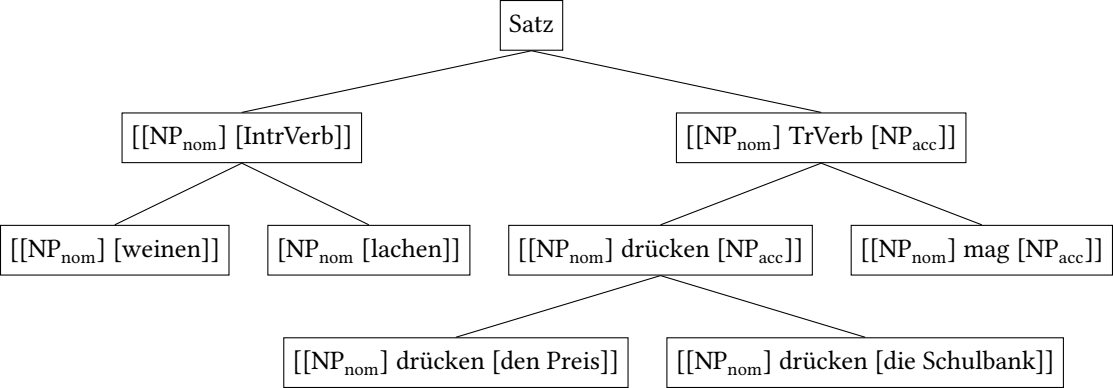 Satz
[[NPnom] [IntrVerb]] [[NPnom] TrVerb [NPacc]]
[[NPnom] [weinen]] [NPnom [lachen]] [[NPnom] drücken [NPacc]] [[NPnom] mag [NPacc]]
[[NPnom] drücken [den Preis]] [[NPnom] drücken [die Schulbank]]